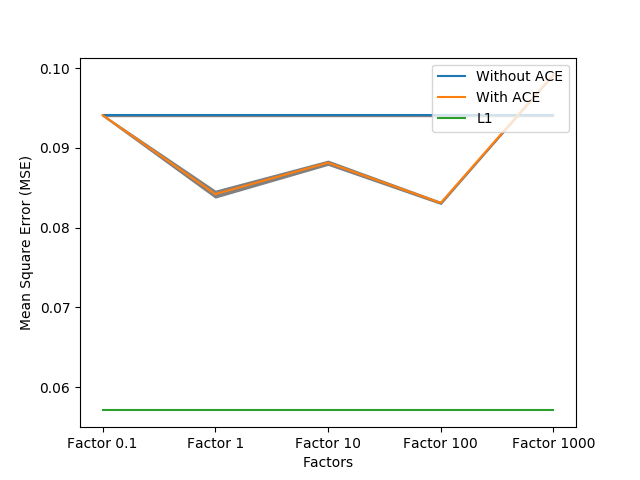 Without ACE
With ACE
L1
0.10
0.09
0.08
0.07
0.06
Mean Square Error (MSE)
Factor 0.1 Factor 1 Factor 10 Factor 100 Factor 1000
Factors